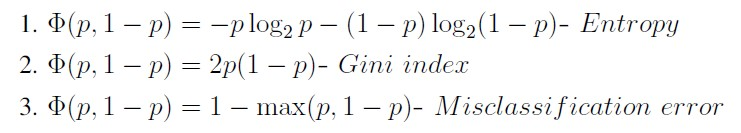 1. Φ(p, 1 − p) = −p log₂ p − (1 − p) log₂(1 − p)- Entropy
2. Φ(p, 1 − p) = 2p(1 − p)- Gini index
3. Φ(p, 1 − p) = 1 − max(p, 1 − p)- Misclassification error